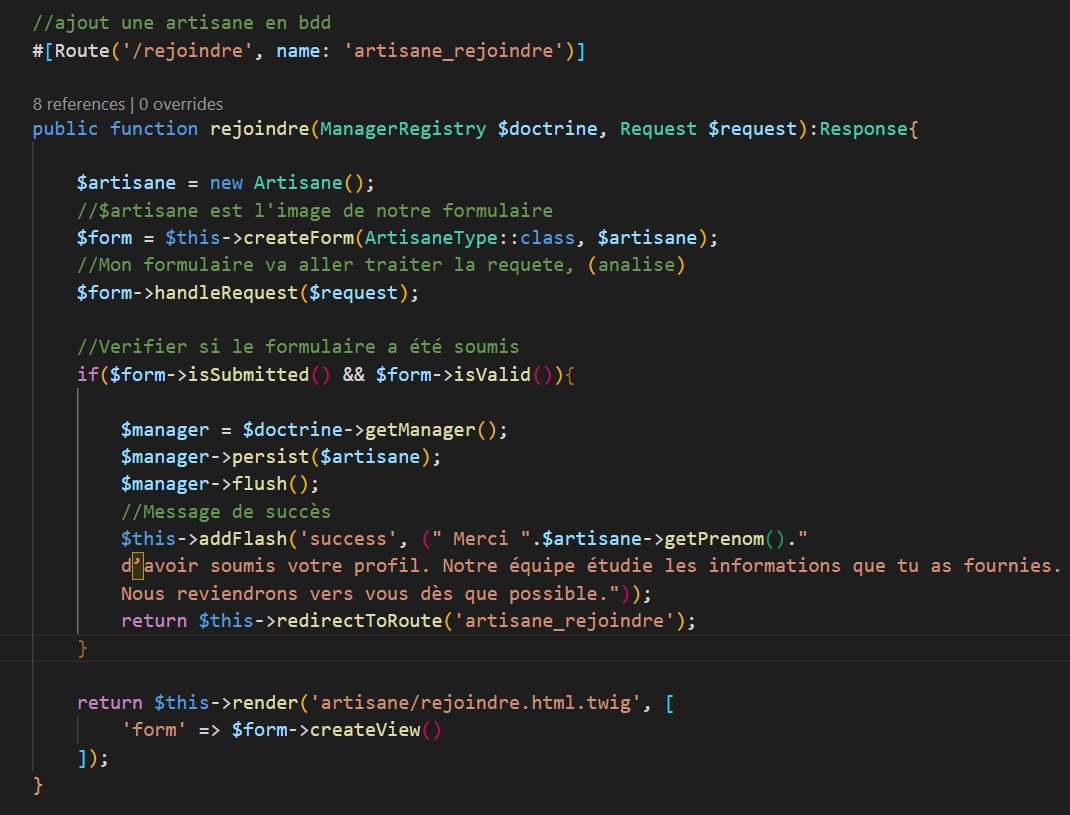 //ajout une artisane en bdd
#[Route('/rejoindre', name: 'artisane_rejoindre')]
8 references | 0 overrides
public function rejoindre(ManagerRegistry $doctrine, Request $request):Response{
$artisane = new Artisane();
//$artisane est l'image de notre formulaire
$form = $this->createForm(ArtisaneType::class, $artisane);
//Mon formulaire va aller traiter la requete, (analise)
$form->handleRequest($request);
//Verifier si le formulaire a été soumis
if($form->isSubmitted() && $form->isValid()){
$manager = $doctrine->getManager();
$manager->persist($artisane);
$manager->flush();
//Message de succès
$this->addFlash('success', (" Merci ".$artisane->getPrenom()."
d’avoir soumis votre profil. Notre équipe étudie les informations que tu as fournies.
Nous reviendrons vers vous dès que possible."));
return $this->redirectToRoute('artisane_rejoindre');
}
return $this->render('artisane/rejoindre.html.twig', [
'form' => $form->createView()
]);
}